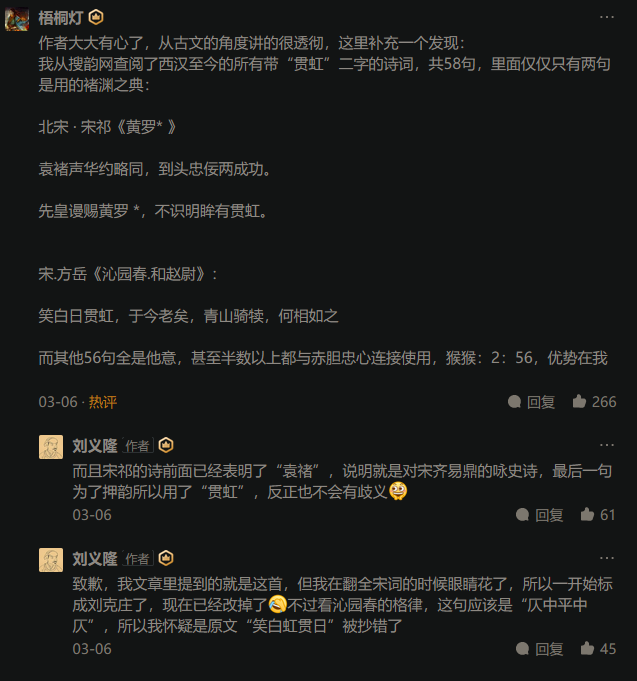 梧桐灯
作者大大有心了，从古文的角度讲的很透彻，这里补充一个发现：
我从搜韵网查阅了西汉至今的所有带“贯虹”二字的诗词，共58句，里面仅仅只有两句
是用的褚渊之典：
北宋 · 宋祁《黄罗* 》
袁褚声华约略同，到头忠佞两成功。
先皇谩赐黄罗 *，不识明眸有贯虹。
宋.方岳《沁园春.和赵尉》：
笑白日贯虹，于今老矣，青山骑犊，何相如之
而其他56句全是他意，甚至半数以上都与赤胆忠心连接使用，猴猴：2：56，优势在我
03-06 · 热评 回复 266
刘义隆 作者
而且宋祁的诗前面已经表明了“袁褚”，说明就是对宋齐易鼎的咏史诗，最后一句
为了押韵所以用了“贯虹”，反正也不会有歧义
03-06 回复 61
刘义隆 作者
致歉，我文章里提到的就是这首，但我在翻全宋词的时候眼睛花了，所以一开始标
成刘克庄了，现在已经改掉了不过看沁园春的格律，这句应该是“仄中平中
仄”，所以我怀疑是原文“笑白虹贯日”被抄错了
03-06 回复 45